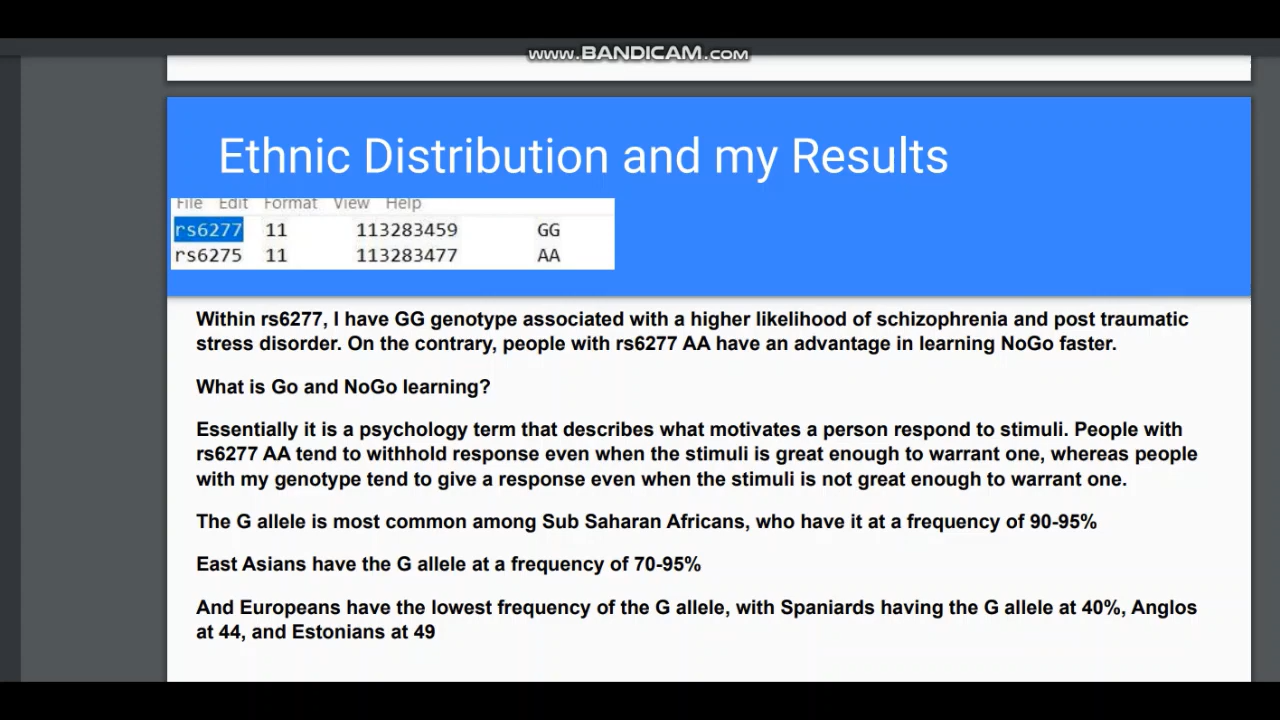 www.BANDICAM.com
Ethnic Distribution and my Results
File Edit Format View Help
rs6277 11 113283459 GG
rs6275 11 113283477 AA
Within rs6277, I have GG genotype associated with a higher likelihood of schizophrenia and post traumatic
stress disorder. On the contrary, people with rs6277 AA have an advantage in learning NoGo faster.
What is Go and NoGo learning?
Essentially it is a psychology term that describes what motivates a person respond to stimuli. People with
rs6277 AA tend to withhold response even when the stimuli is great enough to warrant one, whereas people
with my genotype tend to give a response even when the stimuli is not great enough to warrant one.
The G allele is most common among Sub Saharan Africans, who have it at a frequency of 90-95%
East Asians have the G allele at a frequency of 70-95%
And Europeans have the lowest frequency of the G allele, with Spaniards having the G allele at 40%, Anglos
at 44, and Estonians at 49